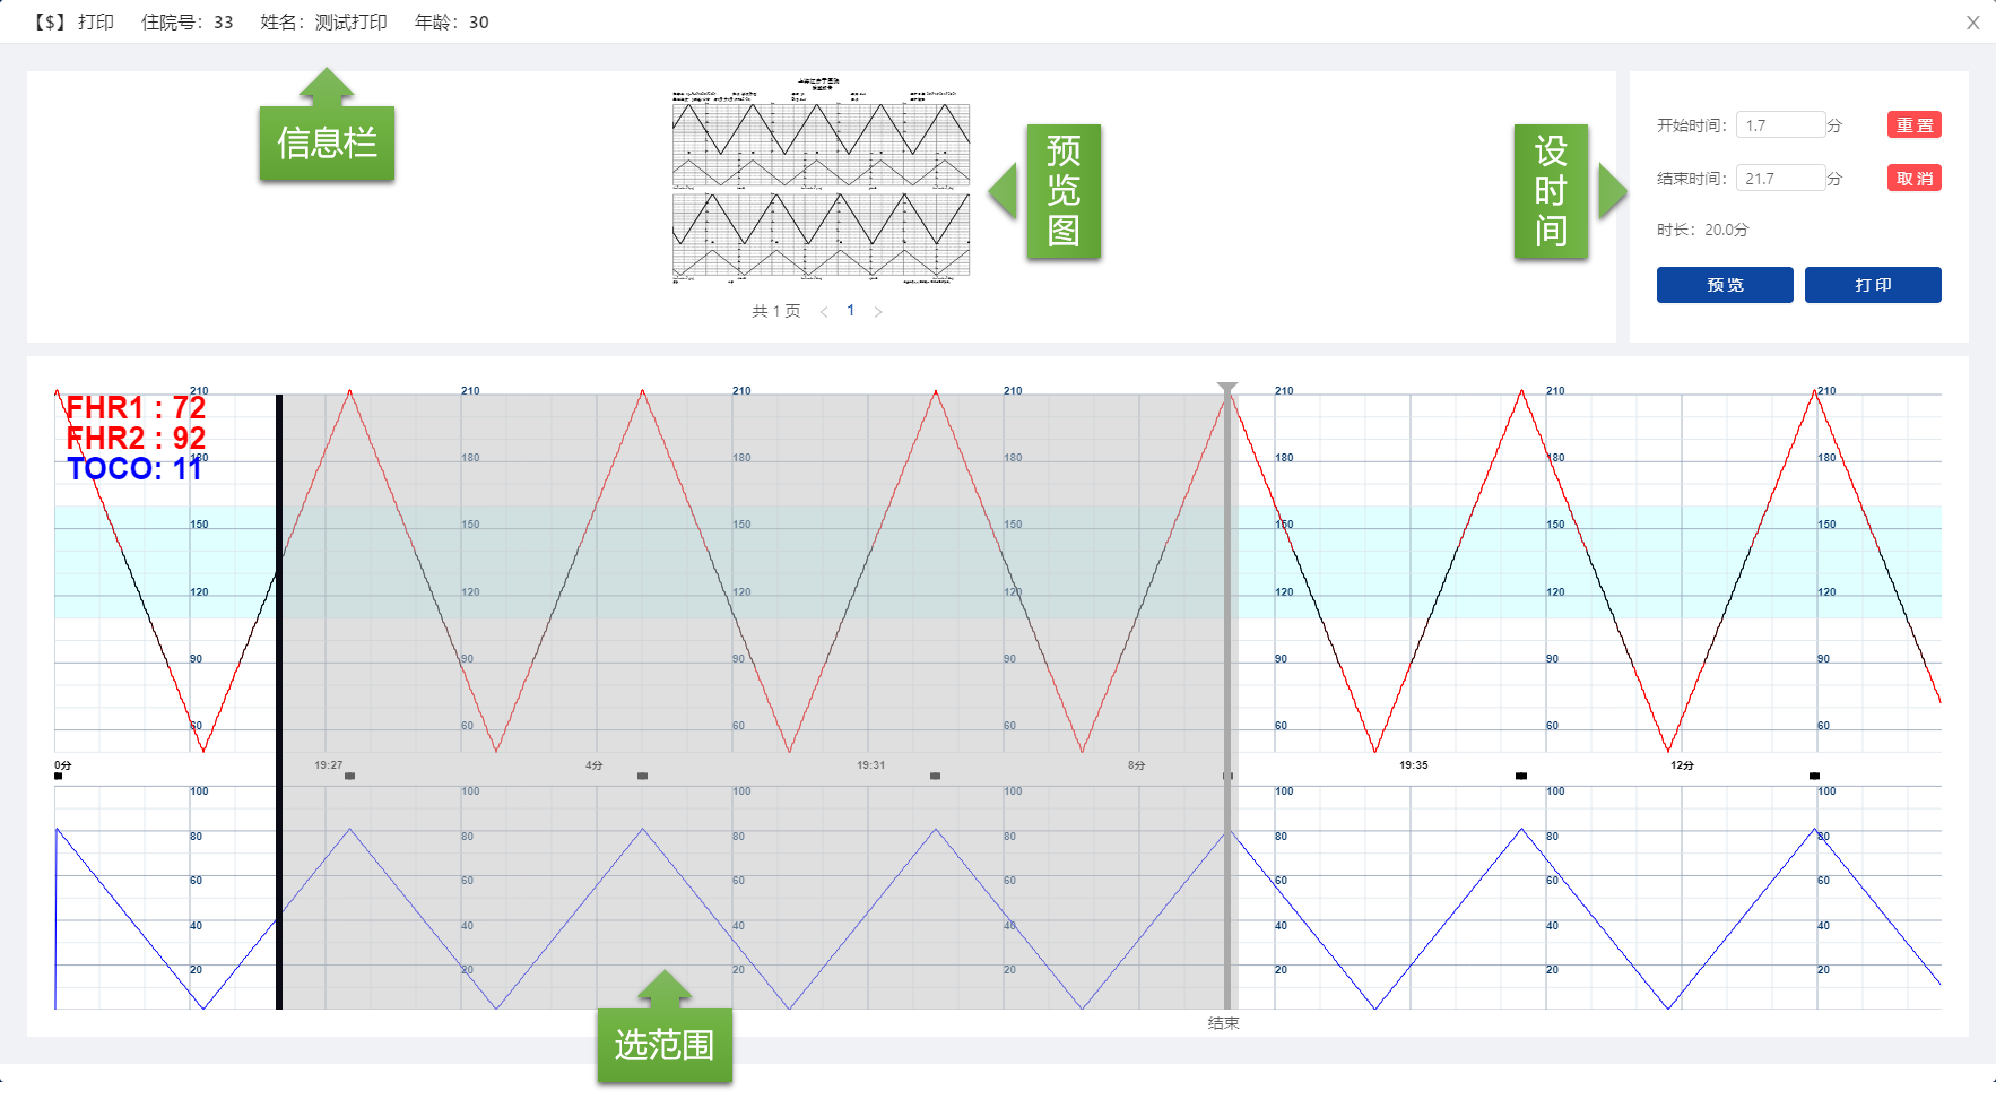 【$】 打印 住院号：33 姓名：测试打印 年龄：30 X
信息栏
预览图
设时间
开始时间： 1.7 分 重 置
结束时间： 21.7 分 取 消
时长：20.0分
预 览 打 印
共 1 页 < 1 >
210 210 210 210 210 210 210
FHR1 : 72
FHR2 : 92
TOCO: 11
180 180 180 180 180 180 180
150 150 150 150 150 150 150
120 120 120 120 120 120 120
90 90 90 90 90 90 90
60 60 60 60 60 60 60
0分 19:27 4分 19:31 8分 19:35 12分
100 100 100 100 100 100 100
80 80 80 80 80 80 80
60 60 60 60 60 60 60
40 40 40 40 40 40 40
20 20 20 20 20 20 20
结束
选范围